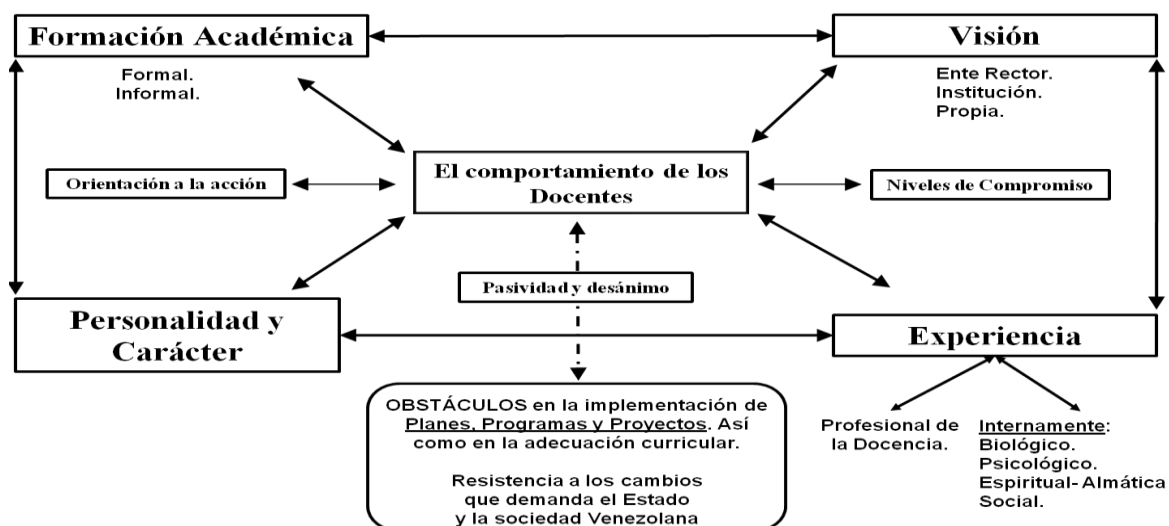 Formación Académica
Visión
Formal.
Informal.
Ente Rector.
Institución.
Propia.
El comportamiento de los
Docentes
Orientación a la acción
Niveles de Compromiso
Pasividad y desánimo
Personalidad y
Carácter
Experiencia
OBSTÁCULOS en la implementación de
Planes, Programas y Proyectos. Así
como en la adecuación curricular.
Resistencia a los cambios
que demanda el Estado
y la sociedad Venezolana
Profesional de
la Docencia.
Internamente:
Biológico.
Psicológico.
Espiritual- Almática
Social.